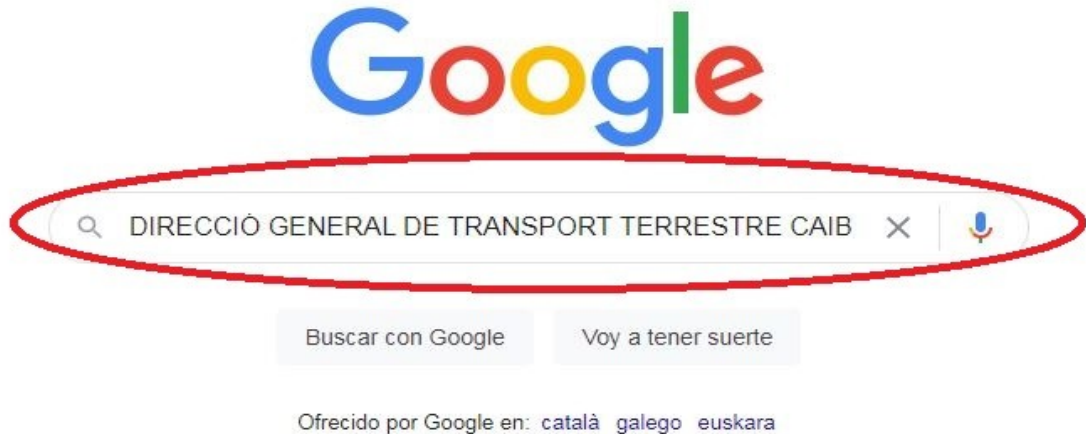 Google
DIRECCIÓ GENERAL DE TRANSPORT TERRESTRE CAIB
Buscar con Google Voy a tener suerte
Ofrecido por Google en: català galego euskara